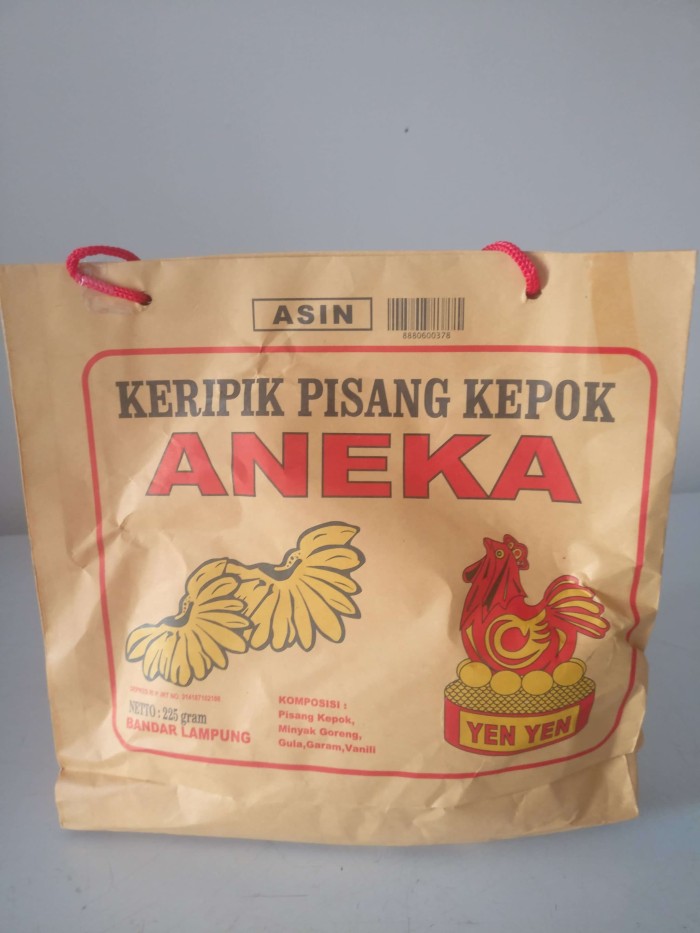 ASIN
8880600378
KERIPIK PISANG KEPOK
ANEKA
NETTO : 225 gram
BANDAR LAMPUNG
KOMPOSISI :
Pisang Kepok,
Minyak Goreng,
Gula,Garam,Vanili
YEN YEN